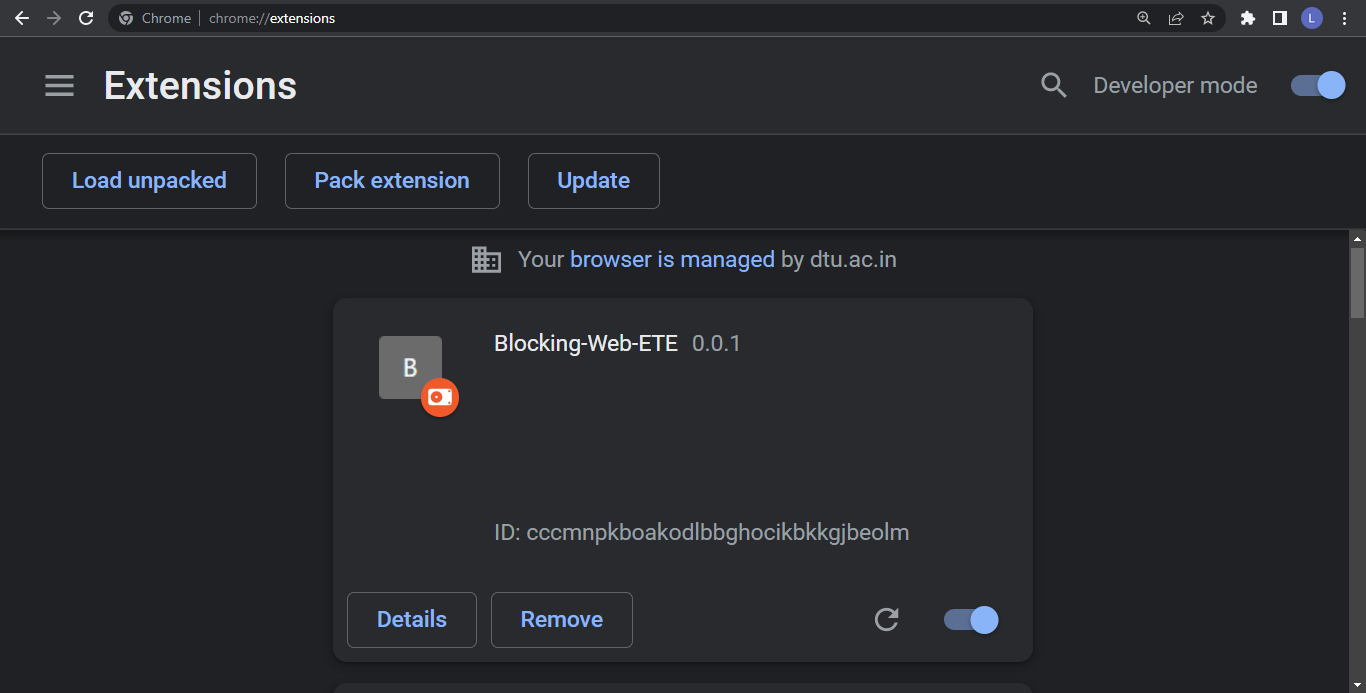 Chrome | chrome://extensions
L
Extensions
Developer mode
Load unpacked
Pack extension
Update
Your browser is managed by dtu.ac.in
B
Blocking-Web-ETE 0.0.1
ID: cccmnpkboakodlbbghocikbkkgjbeolm
Details
Remove